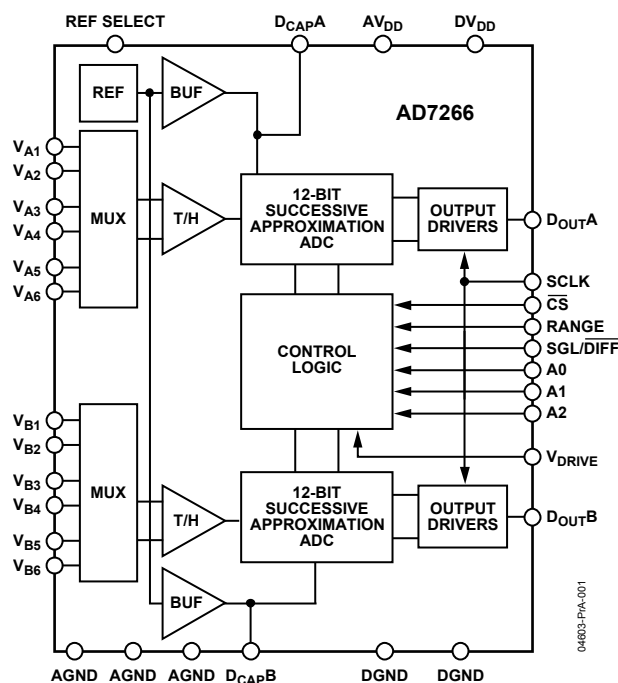 REF SELECT
DCAPA
AVDD
DVDD
REF
BUF
AD7266
VA1
VA2
VA3
VA4
VA5
VA6
MUX
T/H
12-BIT
SUCCESSIVE
APPROXIMATION
ADC
OUTPUT
DRIVERS
DOUTA
SCLK
CS
RANGE
SGL/DIFF
A0
A1
A2
VDRIVE
CONTROL
LOGIC
VB1
VB2
VB3
VB4
VB5
VB6
MUX
T/H
12-BIT
SUCCESSIVE
APPROXIMATION
ADC
OUTPUT
DRIVERS
DOUTB
BUF
AGND
AGND
AGND
DCAPB
DGND
DGND
04603-PrA-001